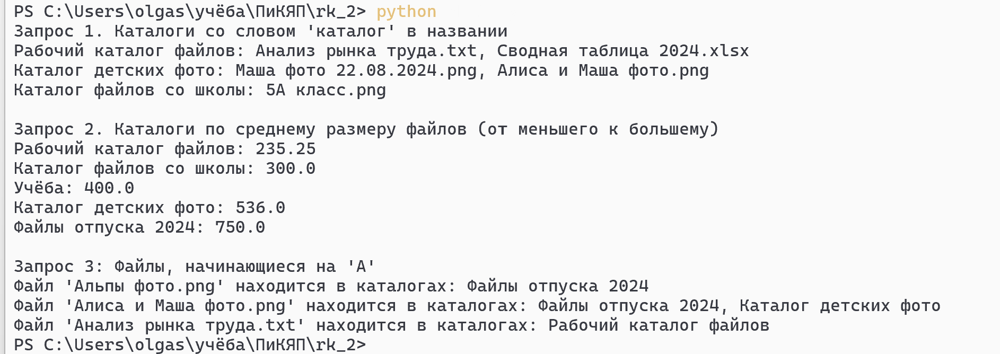 PS C:\Users\olgas\учёба\ПиКЯП\rk_2> python
Запрос 1. Каталоги со словом 'каталог' в названии
Рабочий каталог файлов: Анализ рынка труда.txt, Сводная таблица 2024.xlsx
Каталог детских фото: Маша фото 22.08.2024.png, Алиса и Маша фото.png
Каталог файлов со школы: 5А класс.png

Запрос 2. Каталоги по среднему размеру файлов (от меньшего к большему)
Рабочий каталог файлов: 235.25
Каталог файлов со школы: 300.0
Учёба: 400.0
Каталог детских фото: 536.0
Файлы отпуска 2024: 750.0

Запрос 3: Файлы, начинающиеся на 'А'
Файл 'Альпы фото.png' находится в каталогах: Файлы отпуска 2024
Файл 'Алиса и Маша фото.png' находится в каталогах: Файлы отпуска 2024, Каталог детских фото
Файл 'Анализ рынка труда.txt' находится в каталогах: Рабочий каталог файлов
PS C:\Users\olgas\учёба\ПиКЯП\rk_2>